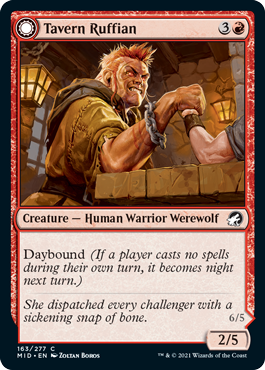 Tavern Ruffian 3
Creature — Human Warrior Werewolf
Daybound (If a player casts no spells
during their own turn, it becomes night
next turn.)
She dispatched every challenger with a
sickening snap of bone.
6/5
2/5
163/277 C
MID • EN Zoltan Boros
™ & © 2021 Wizards of the Coast